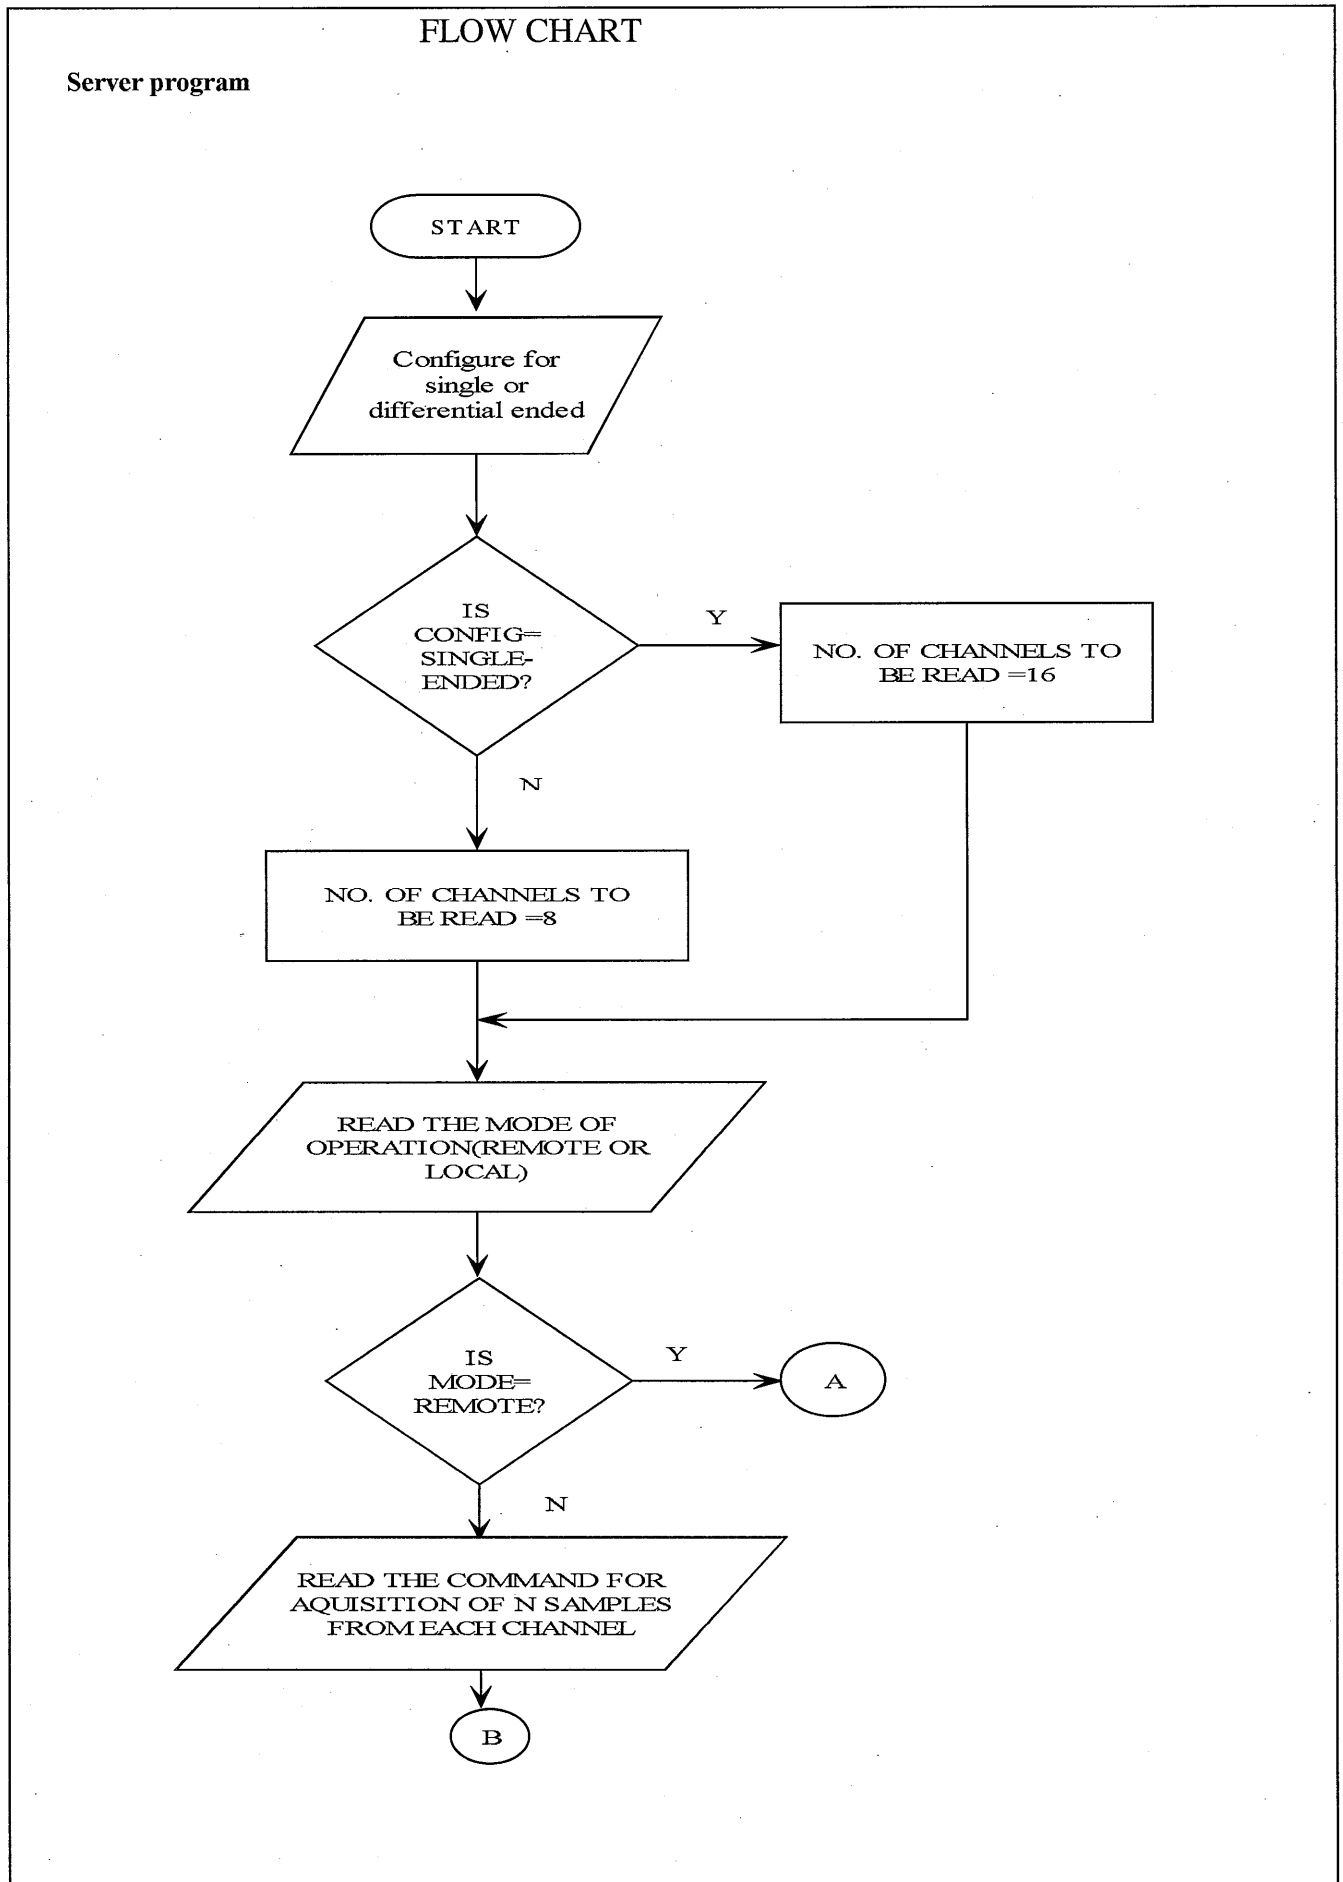 FLOW CHART
Server program
START
Configure for
single or
differential ended
IS
CONFIG=
SINGLE-
ENDED?
Y
NO. OF CHANNELS TO
BE READ =16
N
NO. OF CHANNELS TO
BE READ =8
READ THE MODE OF
OPERATION(REMOTE OR
LOCAL)
IS
MODE=
REMOTE?
Y
A
N
READ THE COMMAND FOR
AQUISITION OF N SAMPLES
FROM EACH CHANNEL
B